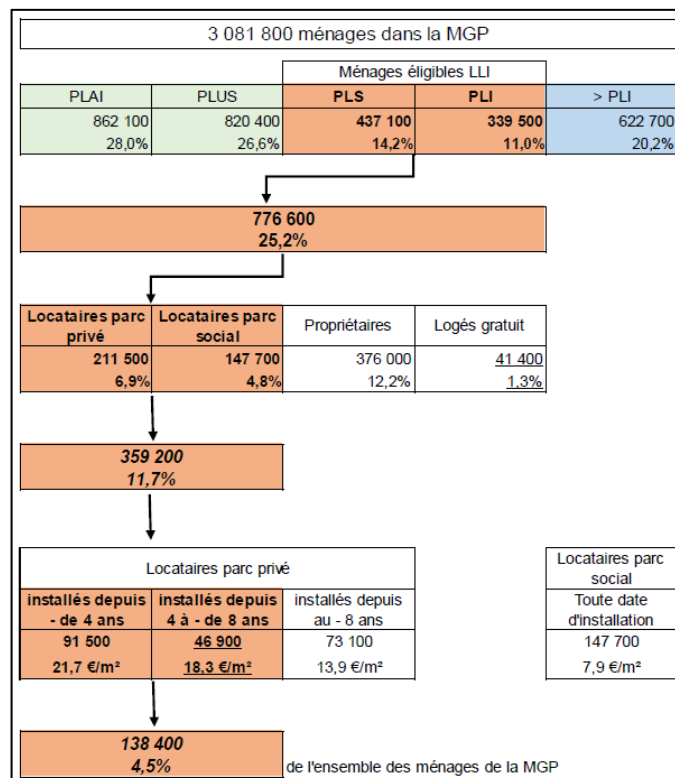 3 081 800 ménages dans la MGP
Ménages éligibles LLI
PLAI PLUS PLS PLI > PLI
862 100 820 400 437 100 339 500 622 700
28,0% 26,6% 14,2% 11,0% 20,2%
776 600
25,2%
Locataires parc privé Locataires parc social Propriétaires Logés gratuit
211 500 147 700 376 000 41 400
6,9% 4,8% 12,2% 1,3%
359 200
11,7%
Locataires parc privé Locataires parc social
installés depuis - de 4 ans installés depuis 4 à - de 8 ans installés depuis au - 8 ans Toute date d'installation
91 500 46 900 73 100 147 700
21,7 €/m² 18,3 €/m² 13,9 €/m² 7,9 €/m²
138 400
4,5% de l'ensemble des ménages de la MGP